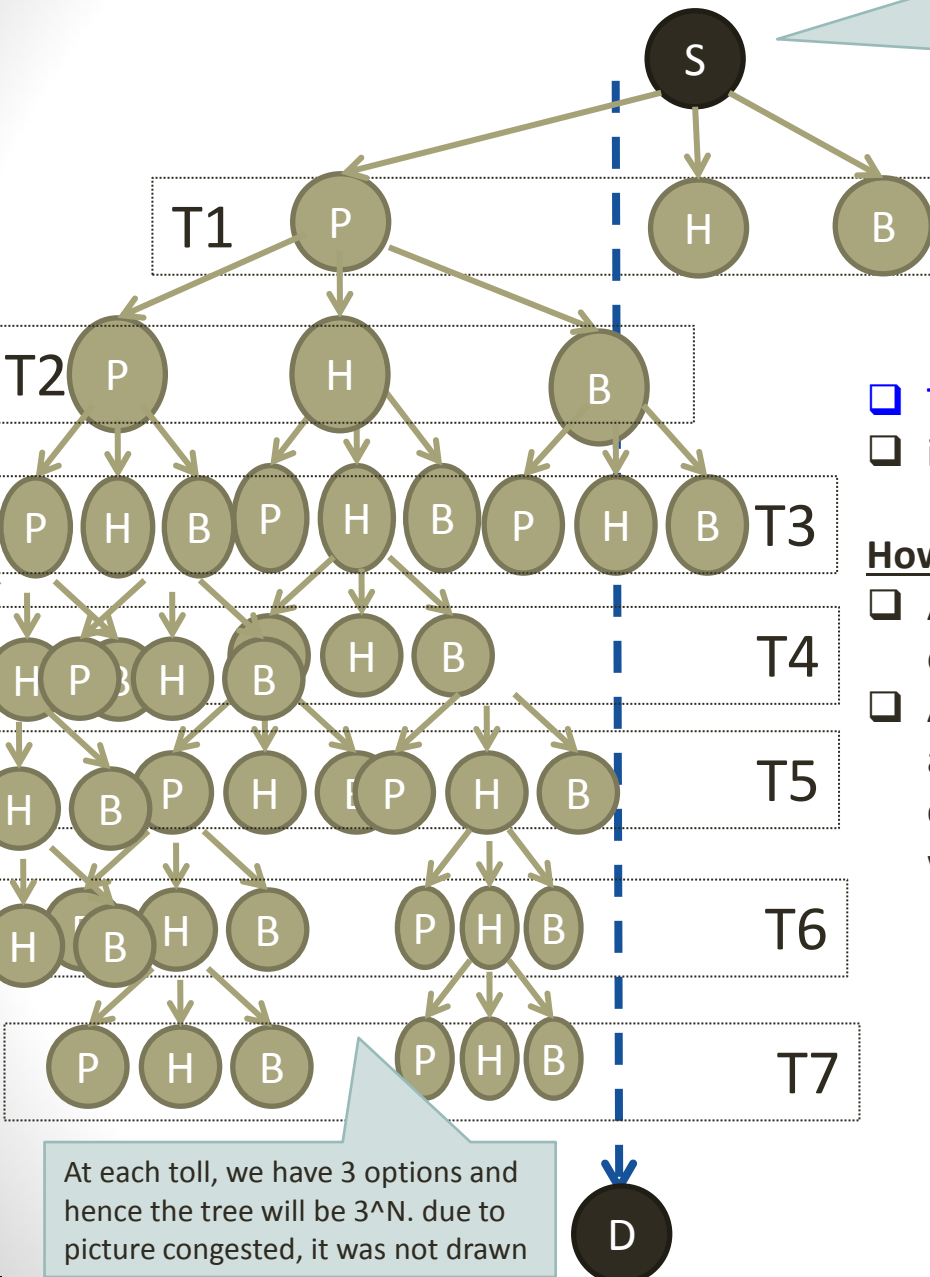 S
T1 P H B
T2 P H B
P H B P H B P H B T3
H P B H B H B T4
H B P H P H B T5
H B H B P H B T6
P H B P H B T7
How
At each toll, we have 3 options and
hence the tree will be 3^N. due to
picture congested, it was not drawn
D